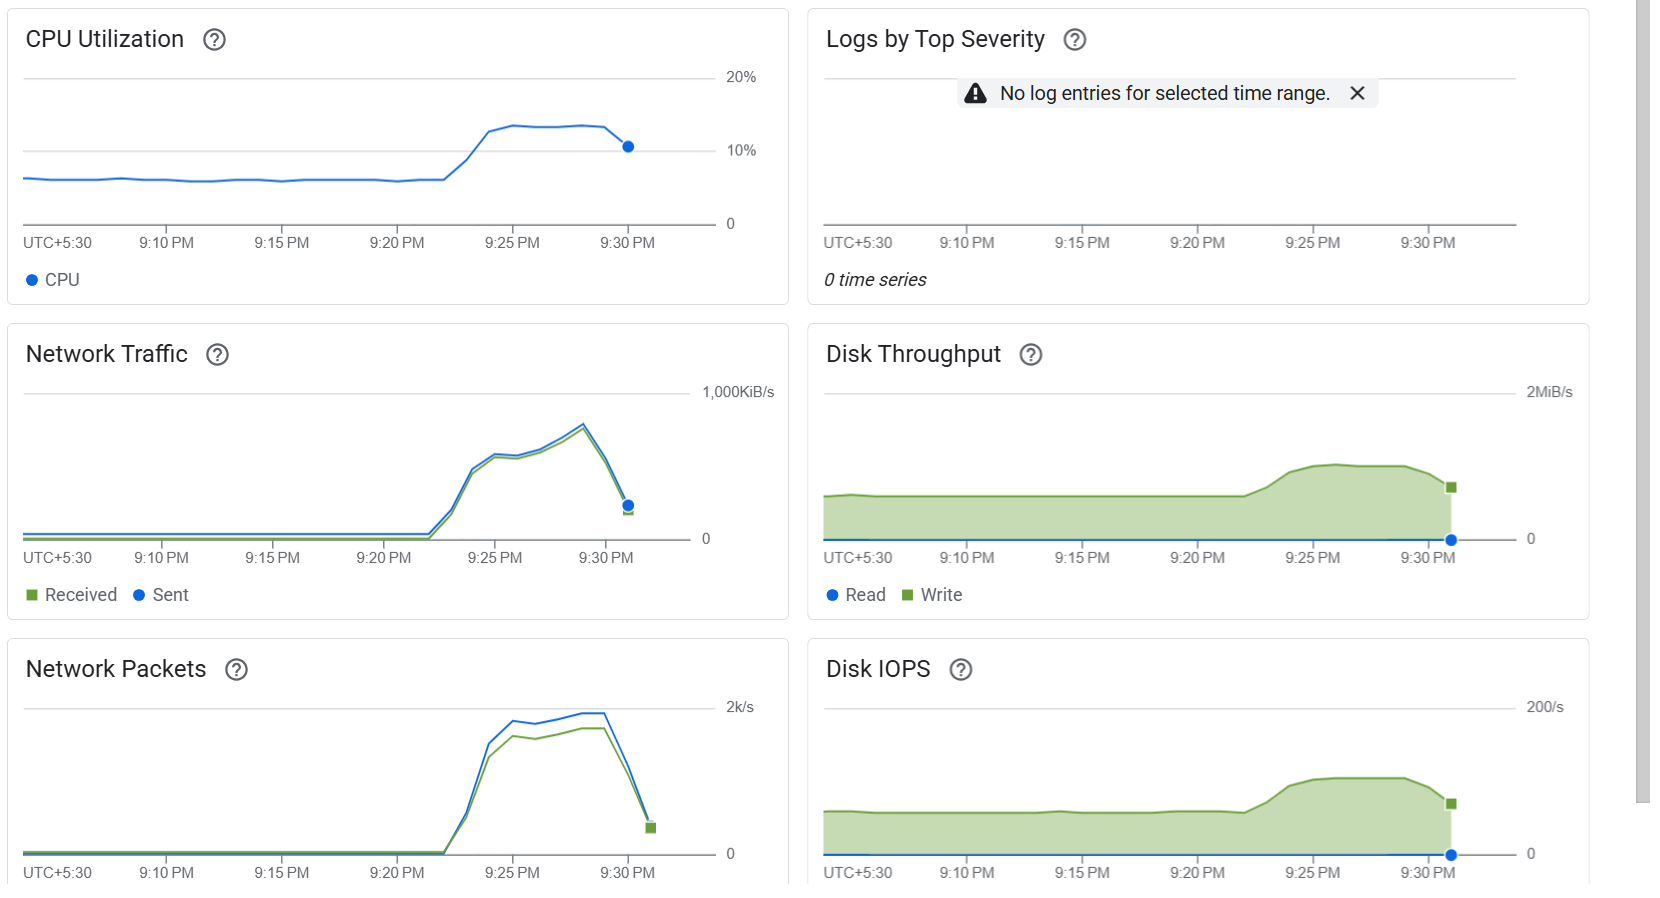 CPU Utilization
20%
10%
0
UTC+5:30 9:10 PM 9:15 PM 9:20 PM 9:25 PM 9:30 PM
CPU
Logs by Top Severity
No log entries for selected time range.
UTC+5:30 9:10 PM 9:15 PM 9:20 PM 9:25 PM 9:30 PM
0 time series
Network Traffic
1,000KiB/s
0
UTC+5:30 9:10 PM 9:15 PM 9:20 PM 9:25 PM 9:30 PM
Received Sent
Disk Throughput
2MiB/s
0
UTC+5:30 9:10 PM 9:15 PM 9:20 PM 9:25 PM 9:30 PM
Read Write
Network Packets
2k/s
0
UTC+5:30 9:10 PM 9:15 PM 9:20 PM 9:25 PM 9:30 PM
Disk IOPS
200/s
0
UTC+5:30 9:10 PM 9:15 PM 9:20 PM 9:25 PM 9:30 PM